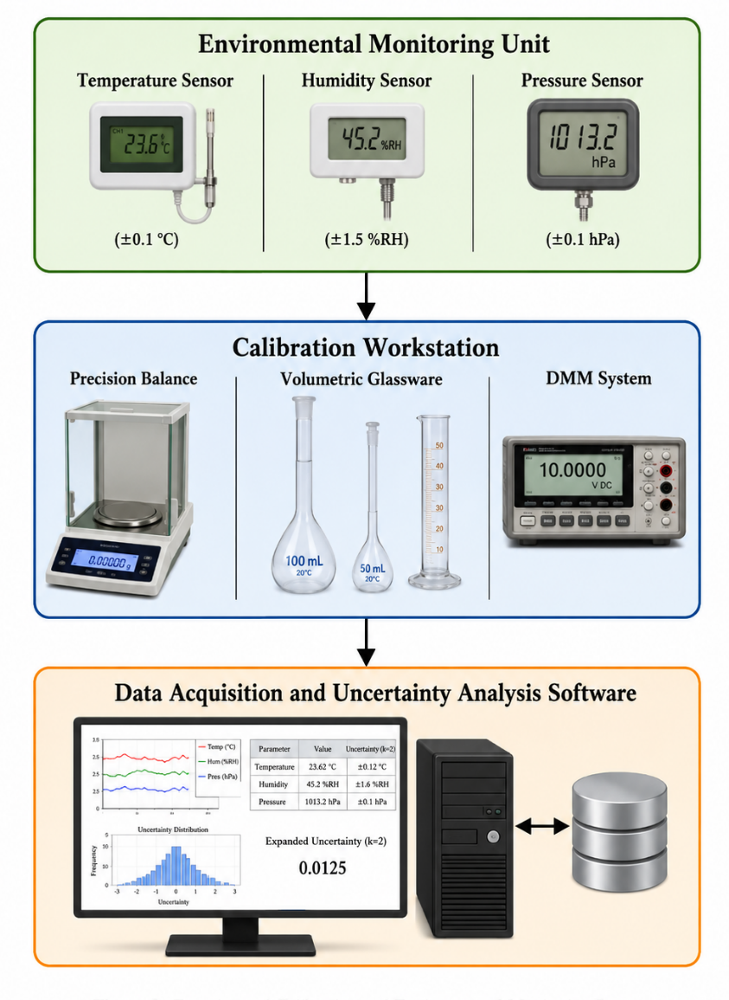 Environmental Monitoring Unit
Temperature Sensor
Humidity Sensor
Pressure Sensor
CH1
23.6 °C
45.2 %RH
1013.2
hPa
(±0.1 °C)
(±1.5 %RH)
(±0.1 hPa)
Calibration Workstation
Precision Balance
Volumetric Glassware
DMM System
0.00000 g
100 mL
20°C
50 mL
20°C
50
40
30
30
20
10
10.0000
V DC
Data Acquisition and Uncertainty Analysis Software
3.5
2.5
2.5
2.5
0
Temp (°C)
Hum (%RH)
Pres (hPa)
Parameter Value Uncertainty (k=2)
Temperature 23.62 °C ±0.12 °C
Humidity 45.2 %RH ±1.6 %RH
Pressure 1013.2 hPa ±0.1 hPa
Uncertainty Distribution
Frequency
0
-3 -2 -1 0 1 2 3
Uncertainty
Expanded Uncertainty (k=2)
0.0125